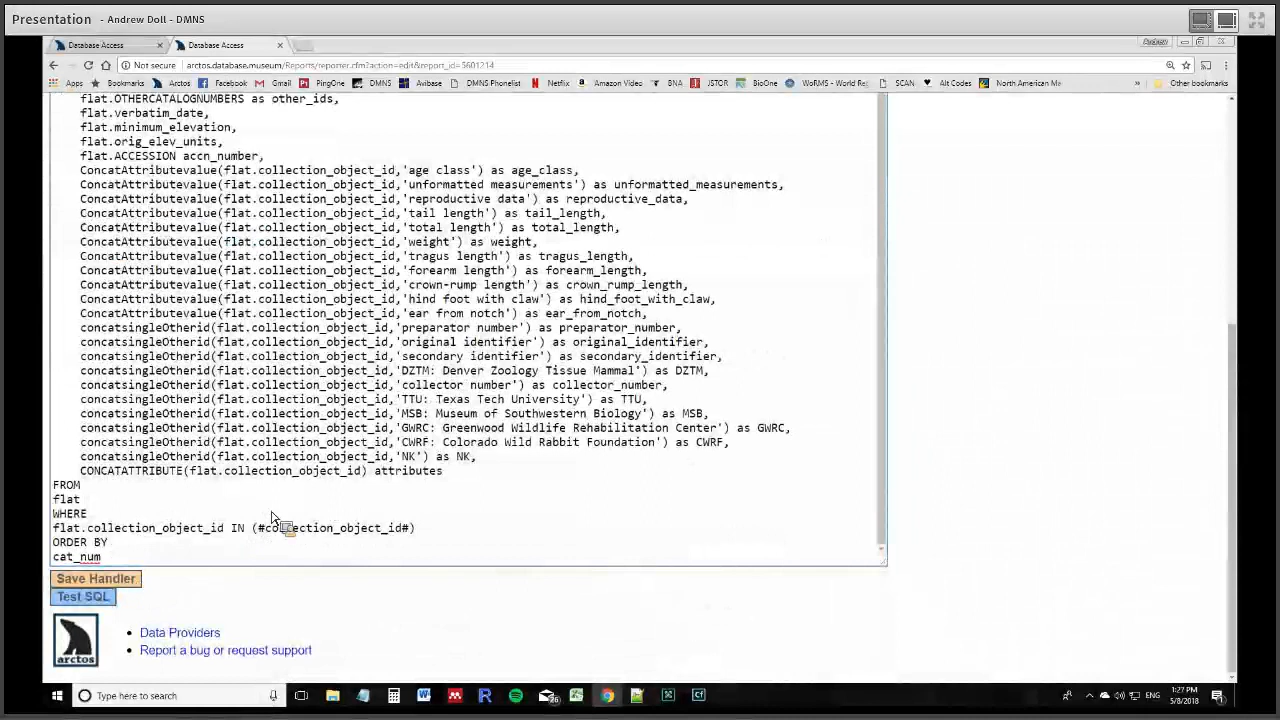 Presentation - Andrew Doll - DMNS
Database Access
Database Access
Andrew
Not secure
arctos.database.museum/Reports/reporter.cfm?action=edit&report_id=5601214
Apps
Bookmarks
Arctos
Facebook
Gmail
PingOne
DMNS
Avibase
DMNS Phonelist
Netflix
Amazon Video
BNA
JSTOR
BioOne
WoRMS - World Re
SCAN
Alt Codes
North American Ma
Other bookmarks
flat.OTHERCATALOGNUMBERS as other_ids,
flat.verbatim_date,
flat.minimum_elevation,
flat.orig_elev_units,
flat.ACCESSION accn_number,
ConcatAttributevalue(flat.collection_object_id,'age class') as age_class,
ConcatAttributevalue(flat.collection_object_id,'unformatted measurements') as unformatted_measurements,
ConcatAttributevalue(flat.collection_object_id,'reproductive data') as reproductive_data,
ConcatAttributevalue(flat.collection_object_id,'tail length') as tail_length,
ConcatAttributevalue(flat.collection_object_id,'total length') as total_length,
ConcatAttributevalue(flat.collection_object_id,'weight') as weight,
ConcatAttributevalue(flat.collection_object_id,'tragus length') as tragus_length,
ConcatAttributevalue(flat.collection_object_id,'forearm length') as forearm_length,
ConcatAttributevalue(flat.collection_object_id,'crown-rump length') as crown_rump_length,
ConcatAttributevalue(flat.collection_object_id,'hind foot with claw') as hind_foot_with_claw,
ConcatAttributevalue(flat.collection_object_id,'ear from notch') as ear_from_notch,
concatsingleOtherid(flat.collection_object_id,'preparator number') as preparator_number,
concatsingleOtherid(flat.collection_object_id,'original identifier') as original_identifier,
concatsingleOtherid(flat.collection_object_id,'secondary identifier') as secondary_identifier,
concatsingleOtherid(flat.collection_object_id,'DZTM: Denver Zoology Tissue Mammal') as DZTM,
concatsingleOtherid(flat.collection_object_id,'collector number') as collector_number,
concatsingleOtherid(flat.collection_object_id,'TTU: Texas Tech University') as TTU,
concatsingleOtherid(flat.collection_object_id,'MSB: Museum of Southwestern Biology') as MSB,
concatsingleOtherid(flat.collection_object_id,'GWRC: Greenwood Wildlife Rehabilitation Center') as GWRC,
concatsingleOtherid(flat.collection_object_id,'CWRF: Colorado Wild Rabbit Foundation') as CWRF,
concatsingleOtherid(flat.collection_object_id,'NK') as NK,
CONCATATTRIBUTE(flat.collection_object_id) attributes
FROM
flat
WHERE
flat.collection_object_id IN (#collection_object_id#)
ORDER BY
cat_num
Save Handler
Test SQL
arctos
• Data Providers
• Report a bug or request support
Type here to search
26
ENG
1:27 PM
5/8/2018